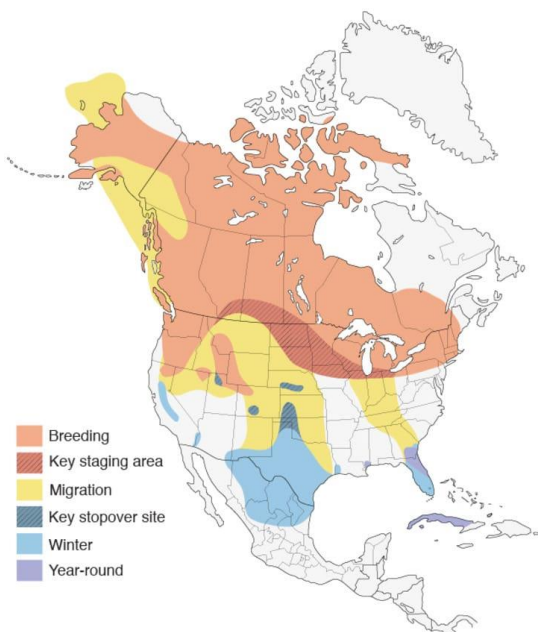 Breeding
Key staging area
Migration
Key stopover site
Winter
Year-round